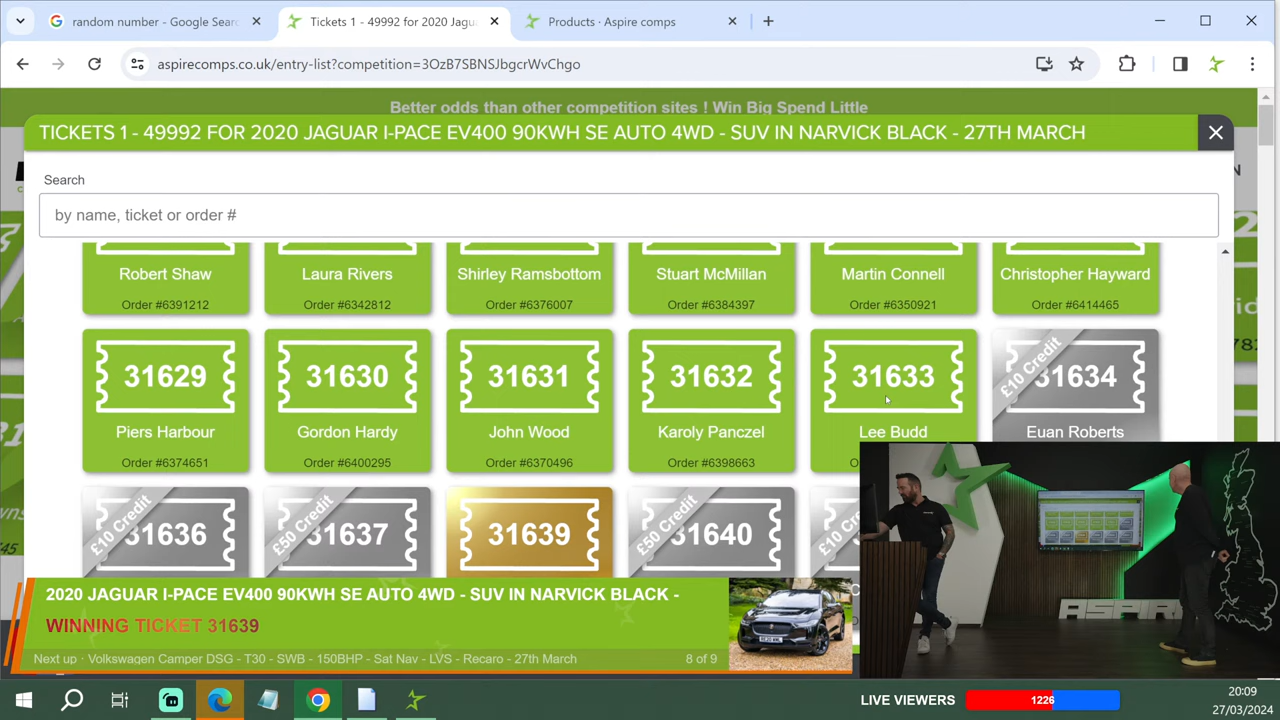 random number - Google Sear
Tickets 1 - 49992 for 2020 Jagu
Products · Aspire comps
aspirecomps.co.uk/entry-list?competition=3OzB7SBNSJbgcrWvChgo
Better odds than other competition sites ! Win Big Spend Little
TICKETS 1 - 49992 FOR 2020 JAGUAR I-PACE EV400 90KWH SE AUTO 4WD - SUV IN NARVICK BLACK - 27TH MARCH
Search
by name, ticket or order #
Robert Shaw
Laura Rivers
Shirley Ramsbottom
Stuart McMillan
Martin Connell
Christopher Hayward
Order #6391212
Order #6342812
Order #6376007
Order #6384397
Order #6350921
Order #6414465
31629
31630
31631
31632
31633
£10 Credit
31634
Piers Harbour
Gordon Hardy
John Wood
Karoly Panczel
Lee Budd
Euan Roberts
Order #6374651
Order #6400295
Order #6370496
Order #6398663
£10 Credit
31636
£50 Credit
31637
31639
£50 Credit
31640
2020 JAGUAR I-PACE EV400 90KWH SE AUTO 4WD - SUV IN NARVICK BLACK -
WINNING TICKET 31639
Next up · Volkswagen Camper DSG - T30 - SWB - 150BHP - Sat Nav - LVS - Recaro - 27th March
8 of 9
ASPIRE
LIVE VIEWERS
1226
20:09
27/03/2024